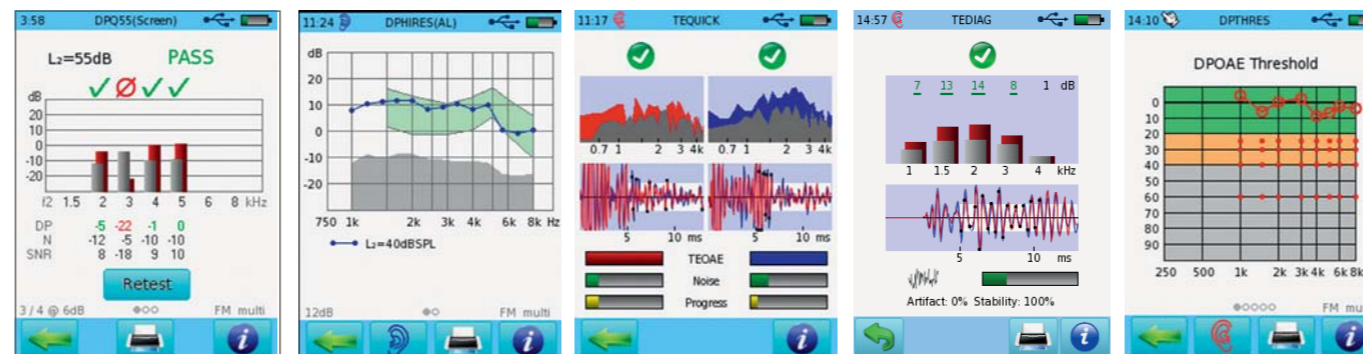 3:58 DPQ55(Screen)
L₂=55dB PASS
dB
20
10
0
-10
-20
f2 1.5 2 3 4 5 6 8 kHz
DP -5 -22 -1 0
N -12 -5 -10 -10
SNR 8 -18 9 10
Retest
3 / 4 @ 6dB FM multi
11:24 DPHIRES(AL)
dB
20
10
0
-10
-20
750 1k 2k 3k 4k 6k 8k Hz
L₂=40dBSPL
12dB FM multi
11:17 TEQUICK
0.7 1 2 3 4k 0.7 1 2 3 4k
5 10 ms 5 10 ms
TEOAE
Noise
Progress
14:57 TEDIAG
7 13 14 8 1 dB
1 1.5 2 3 4 kHz
5 10 ms
Artifact: 0% Stability: 100%
14:10 DPTHRES
DPOAE Threshold
0
10
20
30
40
50
60
70
80
90
250 500 1k 2k 3k 4k 6k 8k
FM mu